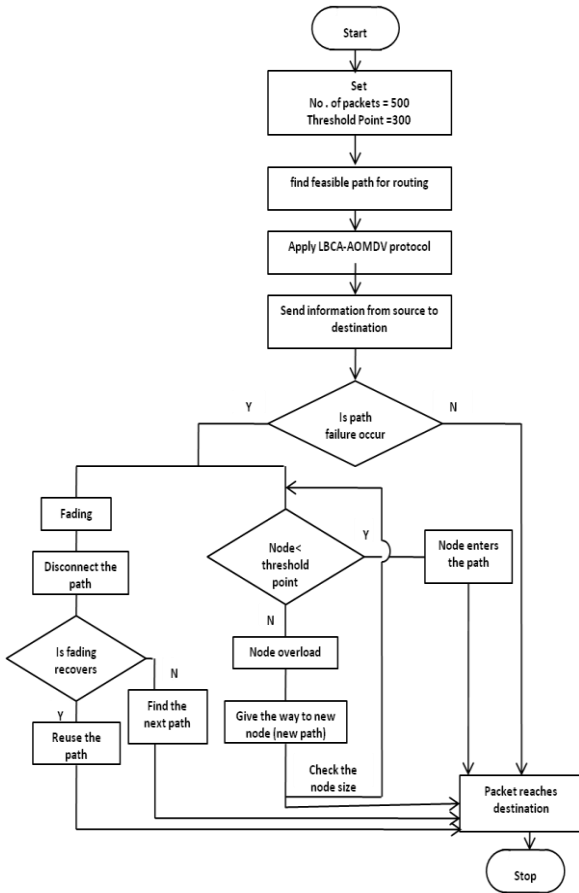 Start
Set
No . of packets = 500
Threshold Point =300
find feasible path for routing
Apply LBCA-AOMDV protocol
Send information from source to
destination
Y
Is path
failure occur
N
Fading
Disconnect the
path
Is fading
recovers
Y
N
Reuse the
path
Find the
next path
Node<
threshold
point
Y
Node enters
the path
N
Node overload
Give the way to new
node (new path)
Check the
node size
Packet reaches
destination
Stop